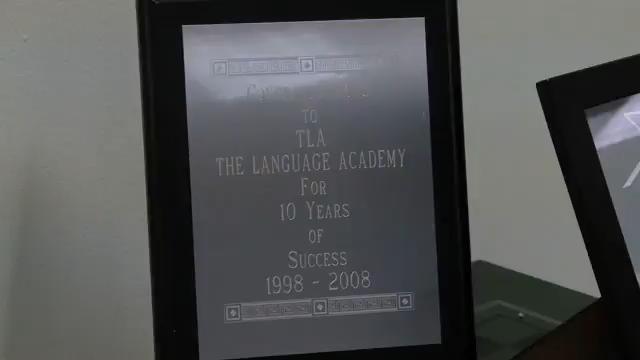 TO
TLA
THE LANGUAGE ACADEMY
FOR
10 YEARS
OF
SUCCESS
1998 - 2008